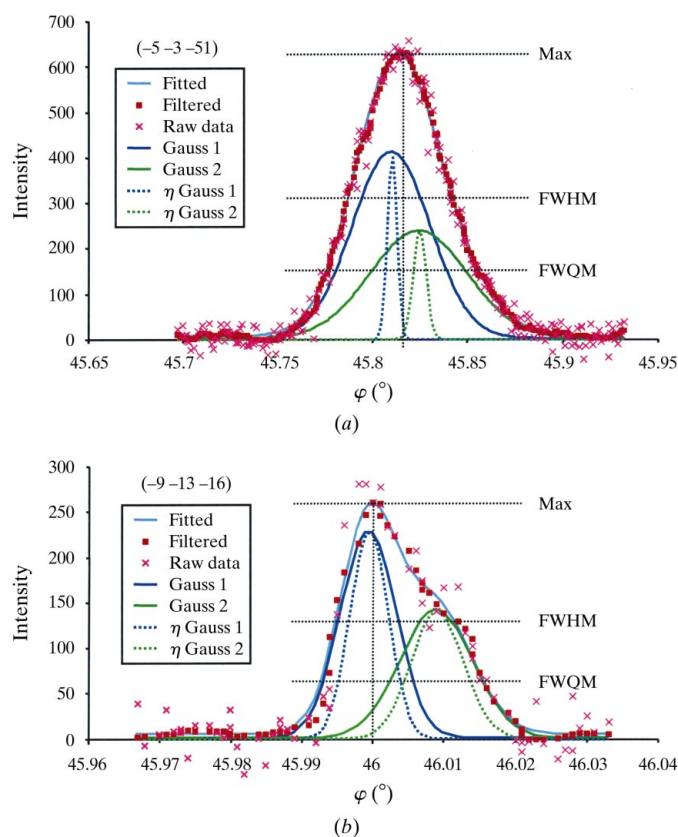 700
600
500
400
300
200
100
0
Intensity
(–5 –3 –51)
Fitted
Filtered
Raw data
Gauss 1
Gauss 2
η Gauss 1
η Gauss 2
Max
FWHM
FWQM
45.65 45.7 45.75 45.8 45.85 45.9 45.95
φ (°)
(a)
300
250
200
150
100
50
0
Intensity
(–9 –13 –16)
Fitted
Filtered
Raw data
Gauss 1
Gauss 2
η Gauss 1
η Gauss 2
Max
FWHM
FWQM
45.96 45.97 45.98 45.99 46 46.01 46.02 46.03 46.04
φ (°)
(b)